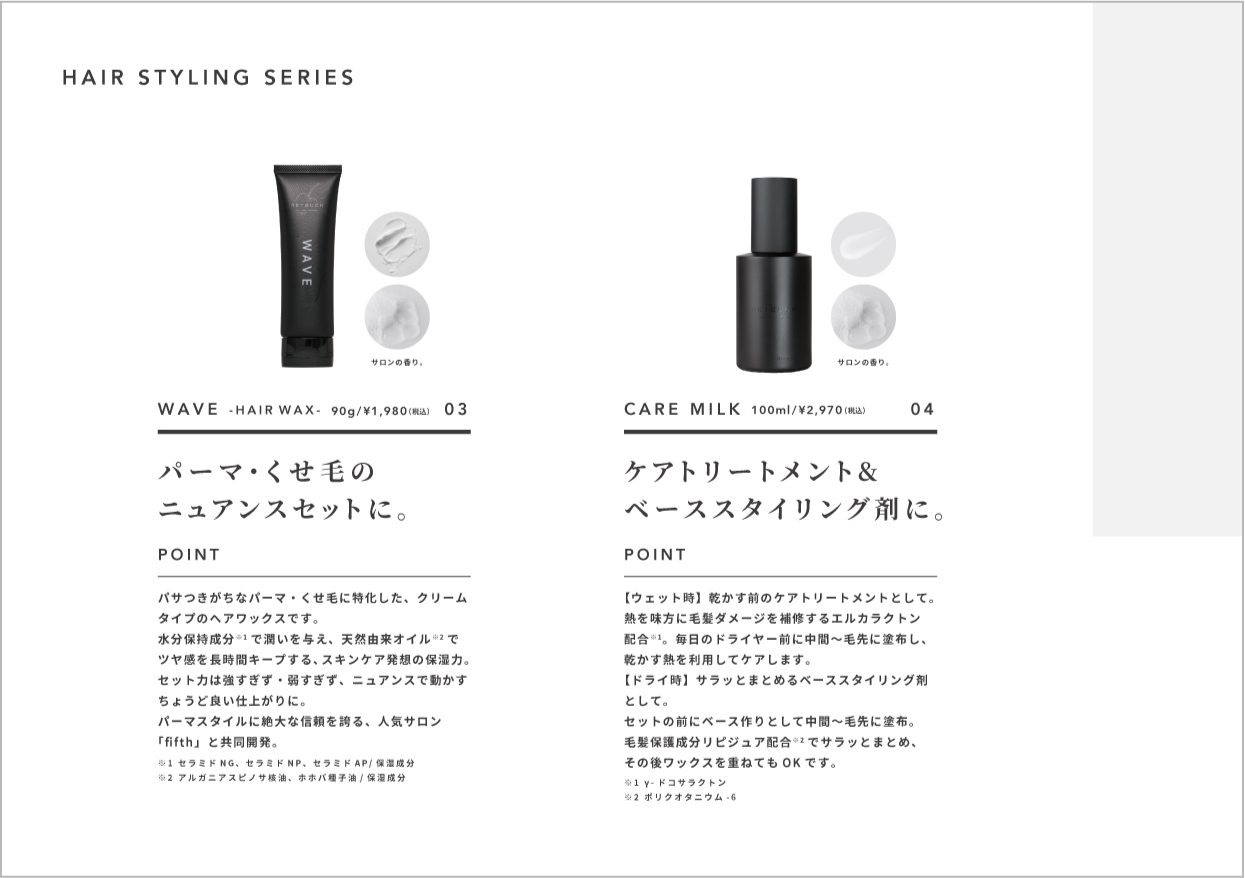 HAIR STYLING SERIES
WAVE
サロンの香り。
WAVE -HAIR WAX- 90g/¥1,980(税込) 03
パーマ・くせ毛の
ニュアンスセットに。
POINT
パサつきがちなパーマ・くせ毛に特化した、クリーム
タイプのヘアワックスです。
水分保持成分※1で潤いを与え、天然由来オイル※2で
ツヤ感を長時間キープする、スキンケア発想の保湿力。
セット力は強すぎず・弱すぎず、ニュアンスで動かす
ちょうど良い仕上がりに。
パーマスタイルに絶大な信頼を誇る、人気サロン
「fifth」と共同開発。
※1 セラミドNG、セラミドNP、セラミドAP/保湿成分
※2 アルガニアスピノサ核油、ホホバ種子油/保湿成分
サロンの香り。
CARE MILK 100ml/¥2,970(税込) 04
ケアトリートメント&
ベーススタイリング剤に。
POINT
【ウェット時】乾かす前のケアトリートメントとして。
熱を味方に毛髪ダメージを補修するエルカラクトン
配合※1。毎日のドライヤー前に中間〜毛先に塗布し、
乾かす熱を利用してケアします。
【ドライ時】サラッとまとめるベーススタイリング剤
として。
セットの前にベース作りとして中間〜毛先に塗布。
毛髪保護成分リピジュア配合※2でサラッとまとめ、
その後ワックスを重ねてもOKです。
※1 γ-ドコサラクトン
※2 ポリクオタニウム-6